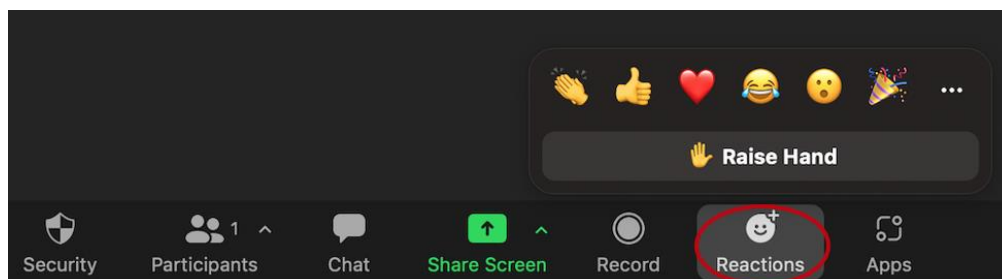 Raise Hand
Security Participants 1 Chat Share Screen Record Reactions Apps